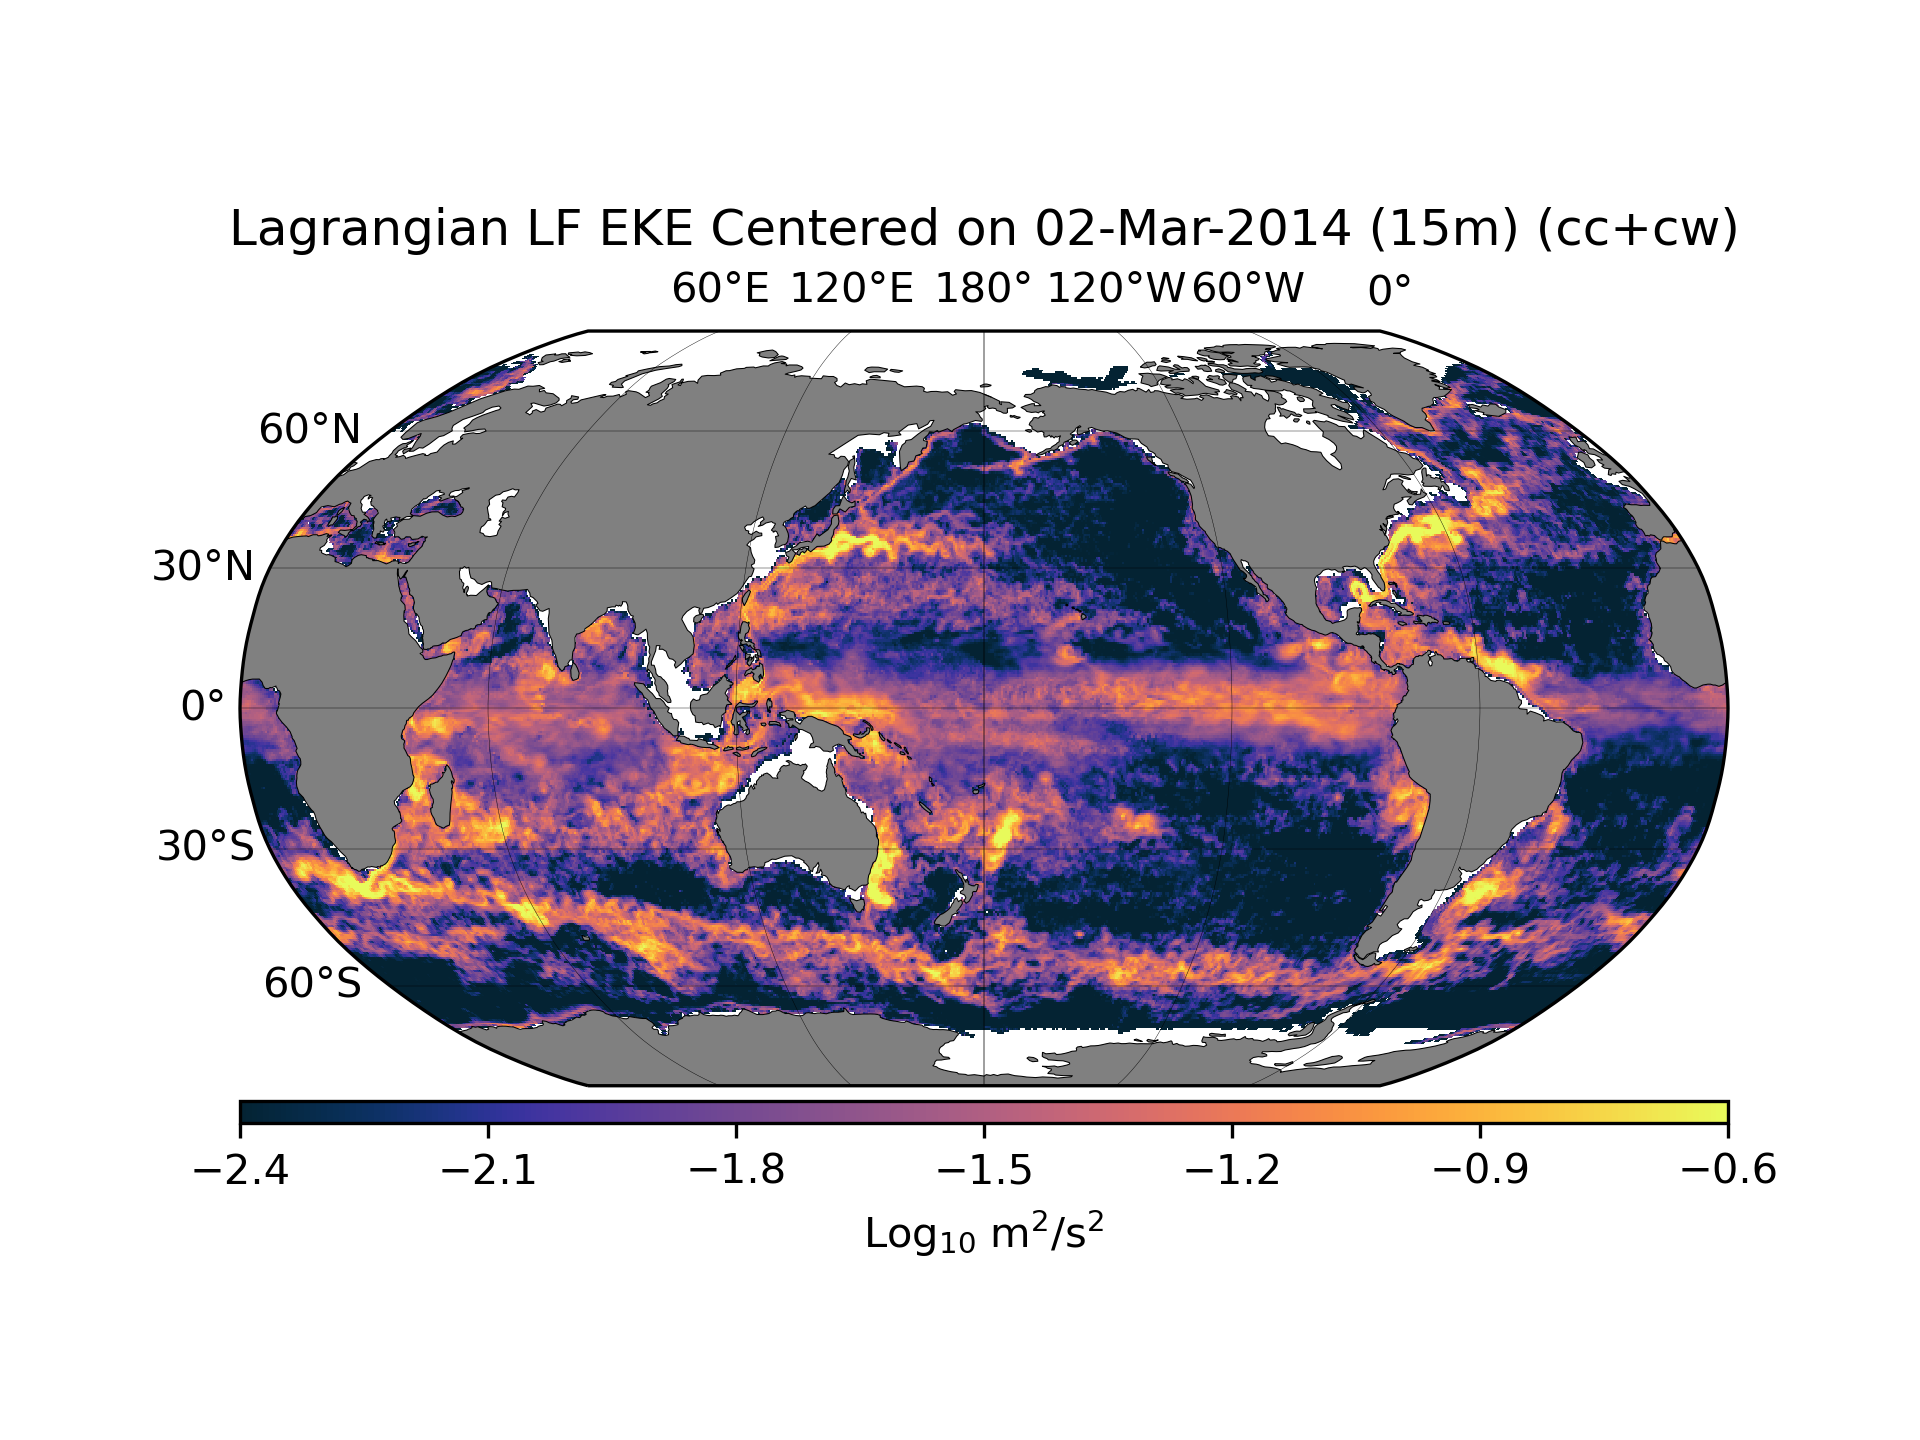 Lagrangian LF EKE Centered on 02-Mar-2014 (15m) (cc+cw)
60°E 120°E 180° 120°W 60°W 0°
60°N
30°N
0°
30°S
60°S
−2.4 −2.1 −1.8 −1.5 −1.2 −0.9 −0.6
Log₁₀ m²/s²